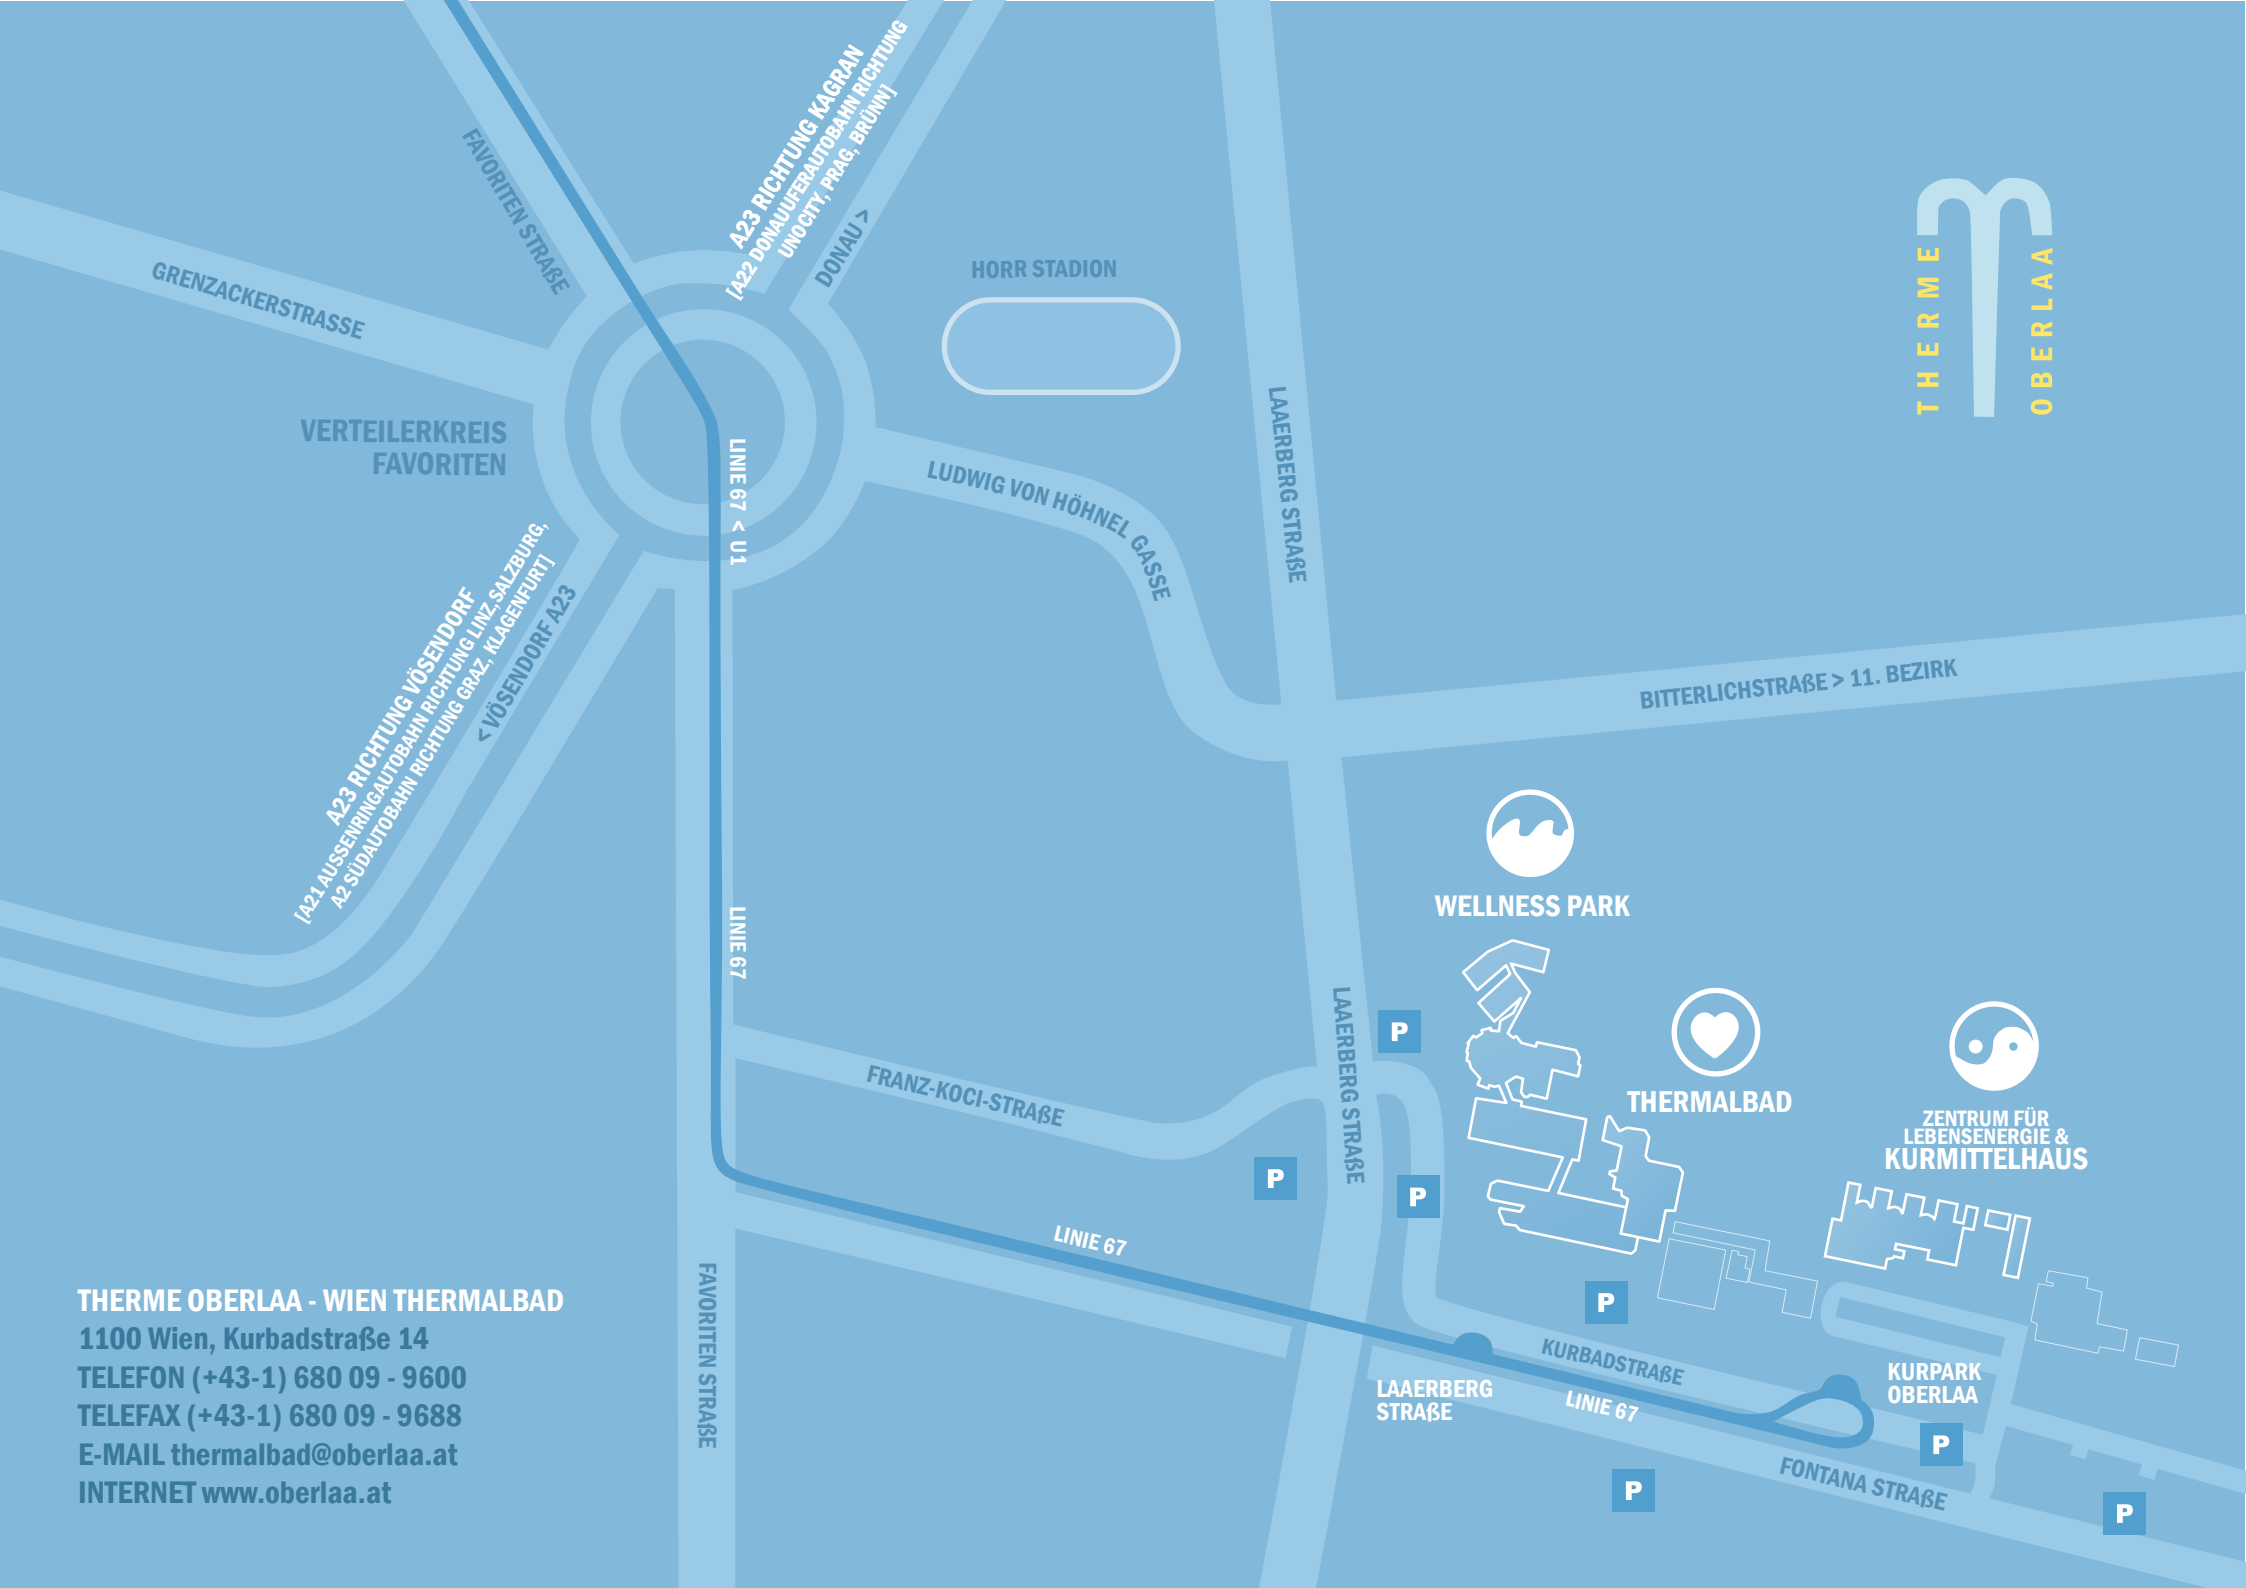 FAVORITEN STRAßE
A23 RICHTUNG KAGRAN
[A22 DONAUUFERAUTOBAHN RICHTUNG
UNOCITY, PRAG, BRÜNN]
DONAU >
GRENZACKERSTRASSE
HORR STADION
THERME
OBERLAA
VERTEILERKREIS
FAVORITEN
LINIE 67 < U1
LUDWIG VON HÖHNEL GASSE
LAAERBERG STRAßE
A23 RICHTUNG VÖSENDORF
[A21 AUSSENRINGAUTOBAHN RICHTUNG LINZ, SALZBURG,
A2 SÜDAUTOBAHN RICHTUNG GRAZ, KLAGENFURT]
< VÖSENDORF A23
BITTERLICHSTRAßE > 11. BEZIRK
WELLNESS PARK
LINIE 67
LAAERBERG STRAßE
P
THERMALBAD
FRANZ-KOCI-STRAßE
ZENTRUM FÜR
LEBENSENERGIE &
KURMITTELHAUS
P
P
LINIE 67
FAVORITEN STRAßE
P
KURBADSTRAßE
LAAERBERG
STRAßE
LINIE 67
KURPARK
OBERLAA
P
FONTANA STRAßE
P
P
THERME OBERLAA - WIEN THERMALBAD
1100 Wien, Kurbadstraße 14
TELEFON (+43-1) 680 09 - 9600
TELEFAX (+43-1) 680 09 - 9688
E-MAIL thermalbad@oberlaa.at
INTERNET www.oberlaa.at